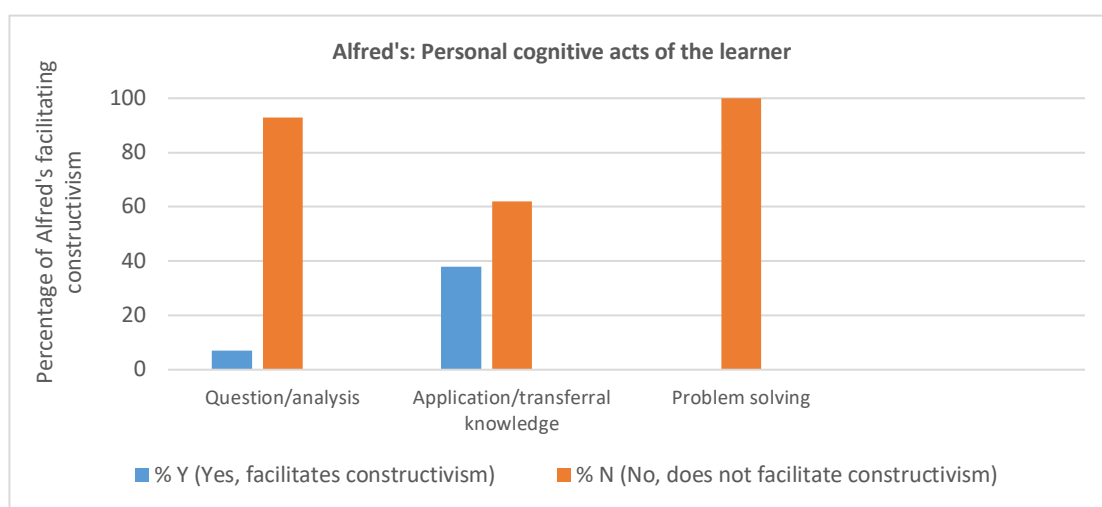 Alfred's: Personal cognitive acts of the learner
Percentage of Alfred's facilitating
constructivism
100
80
60
40
20
0
Question/analysis
Application/transferral
knowledge
Problem solving
% Y (Yes, facilitates constructivism)
% N (No, does not facilitate constructivism)